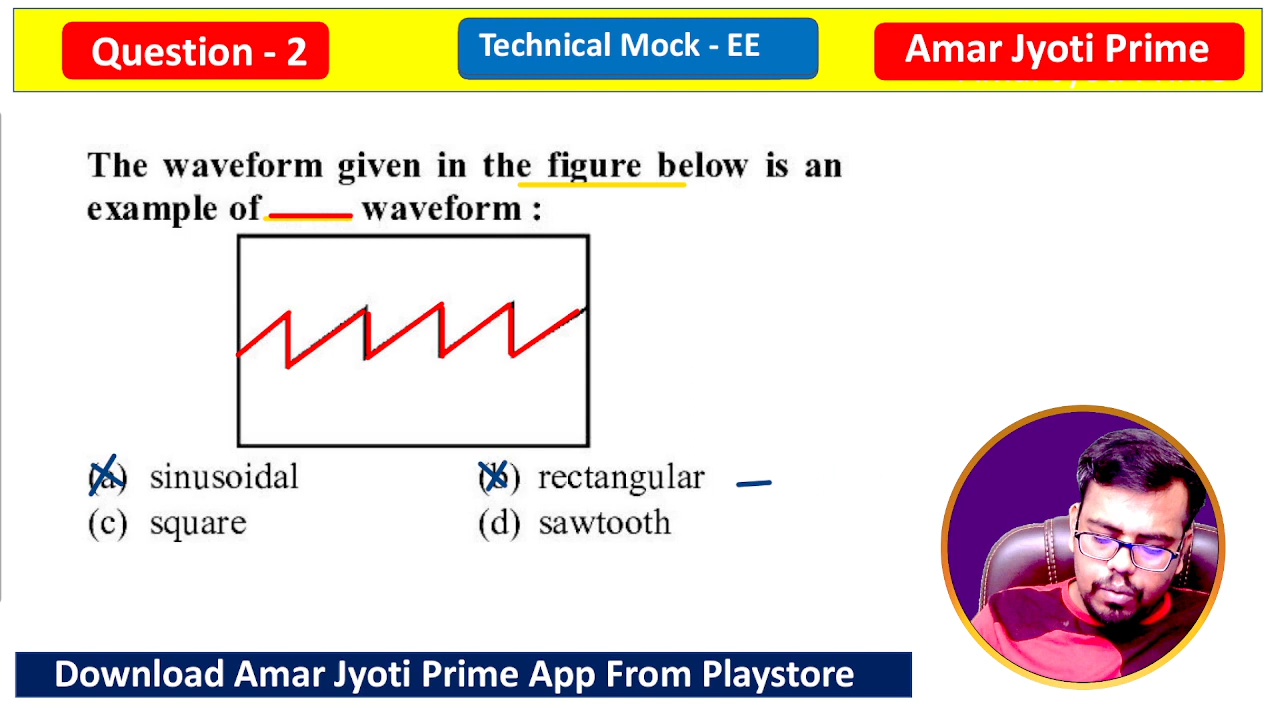 Question - 2
Technical Mock - EE
Amar Jyoti Prime
The waveform given in the figure below is an
example of ____ waveform :
(a) sinusoidal
(b) rectangular
(c) square
(d) sawtooth
Download Amar Jyoti Prime App From Playstore